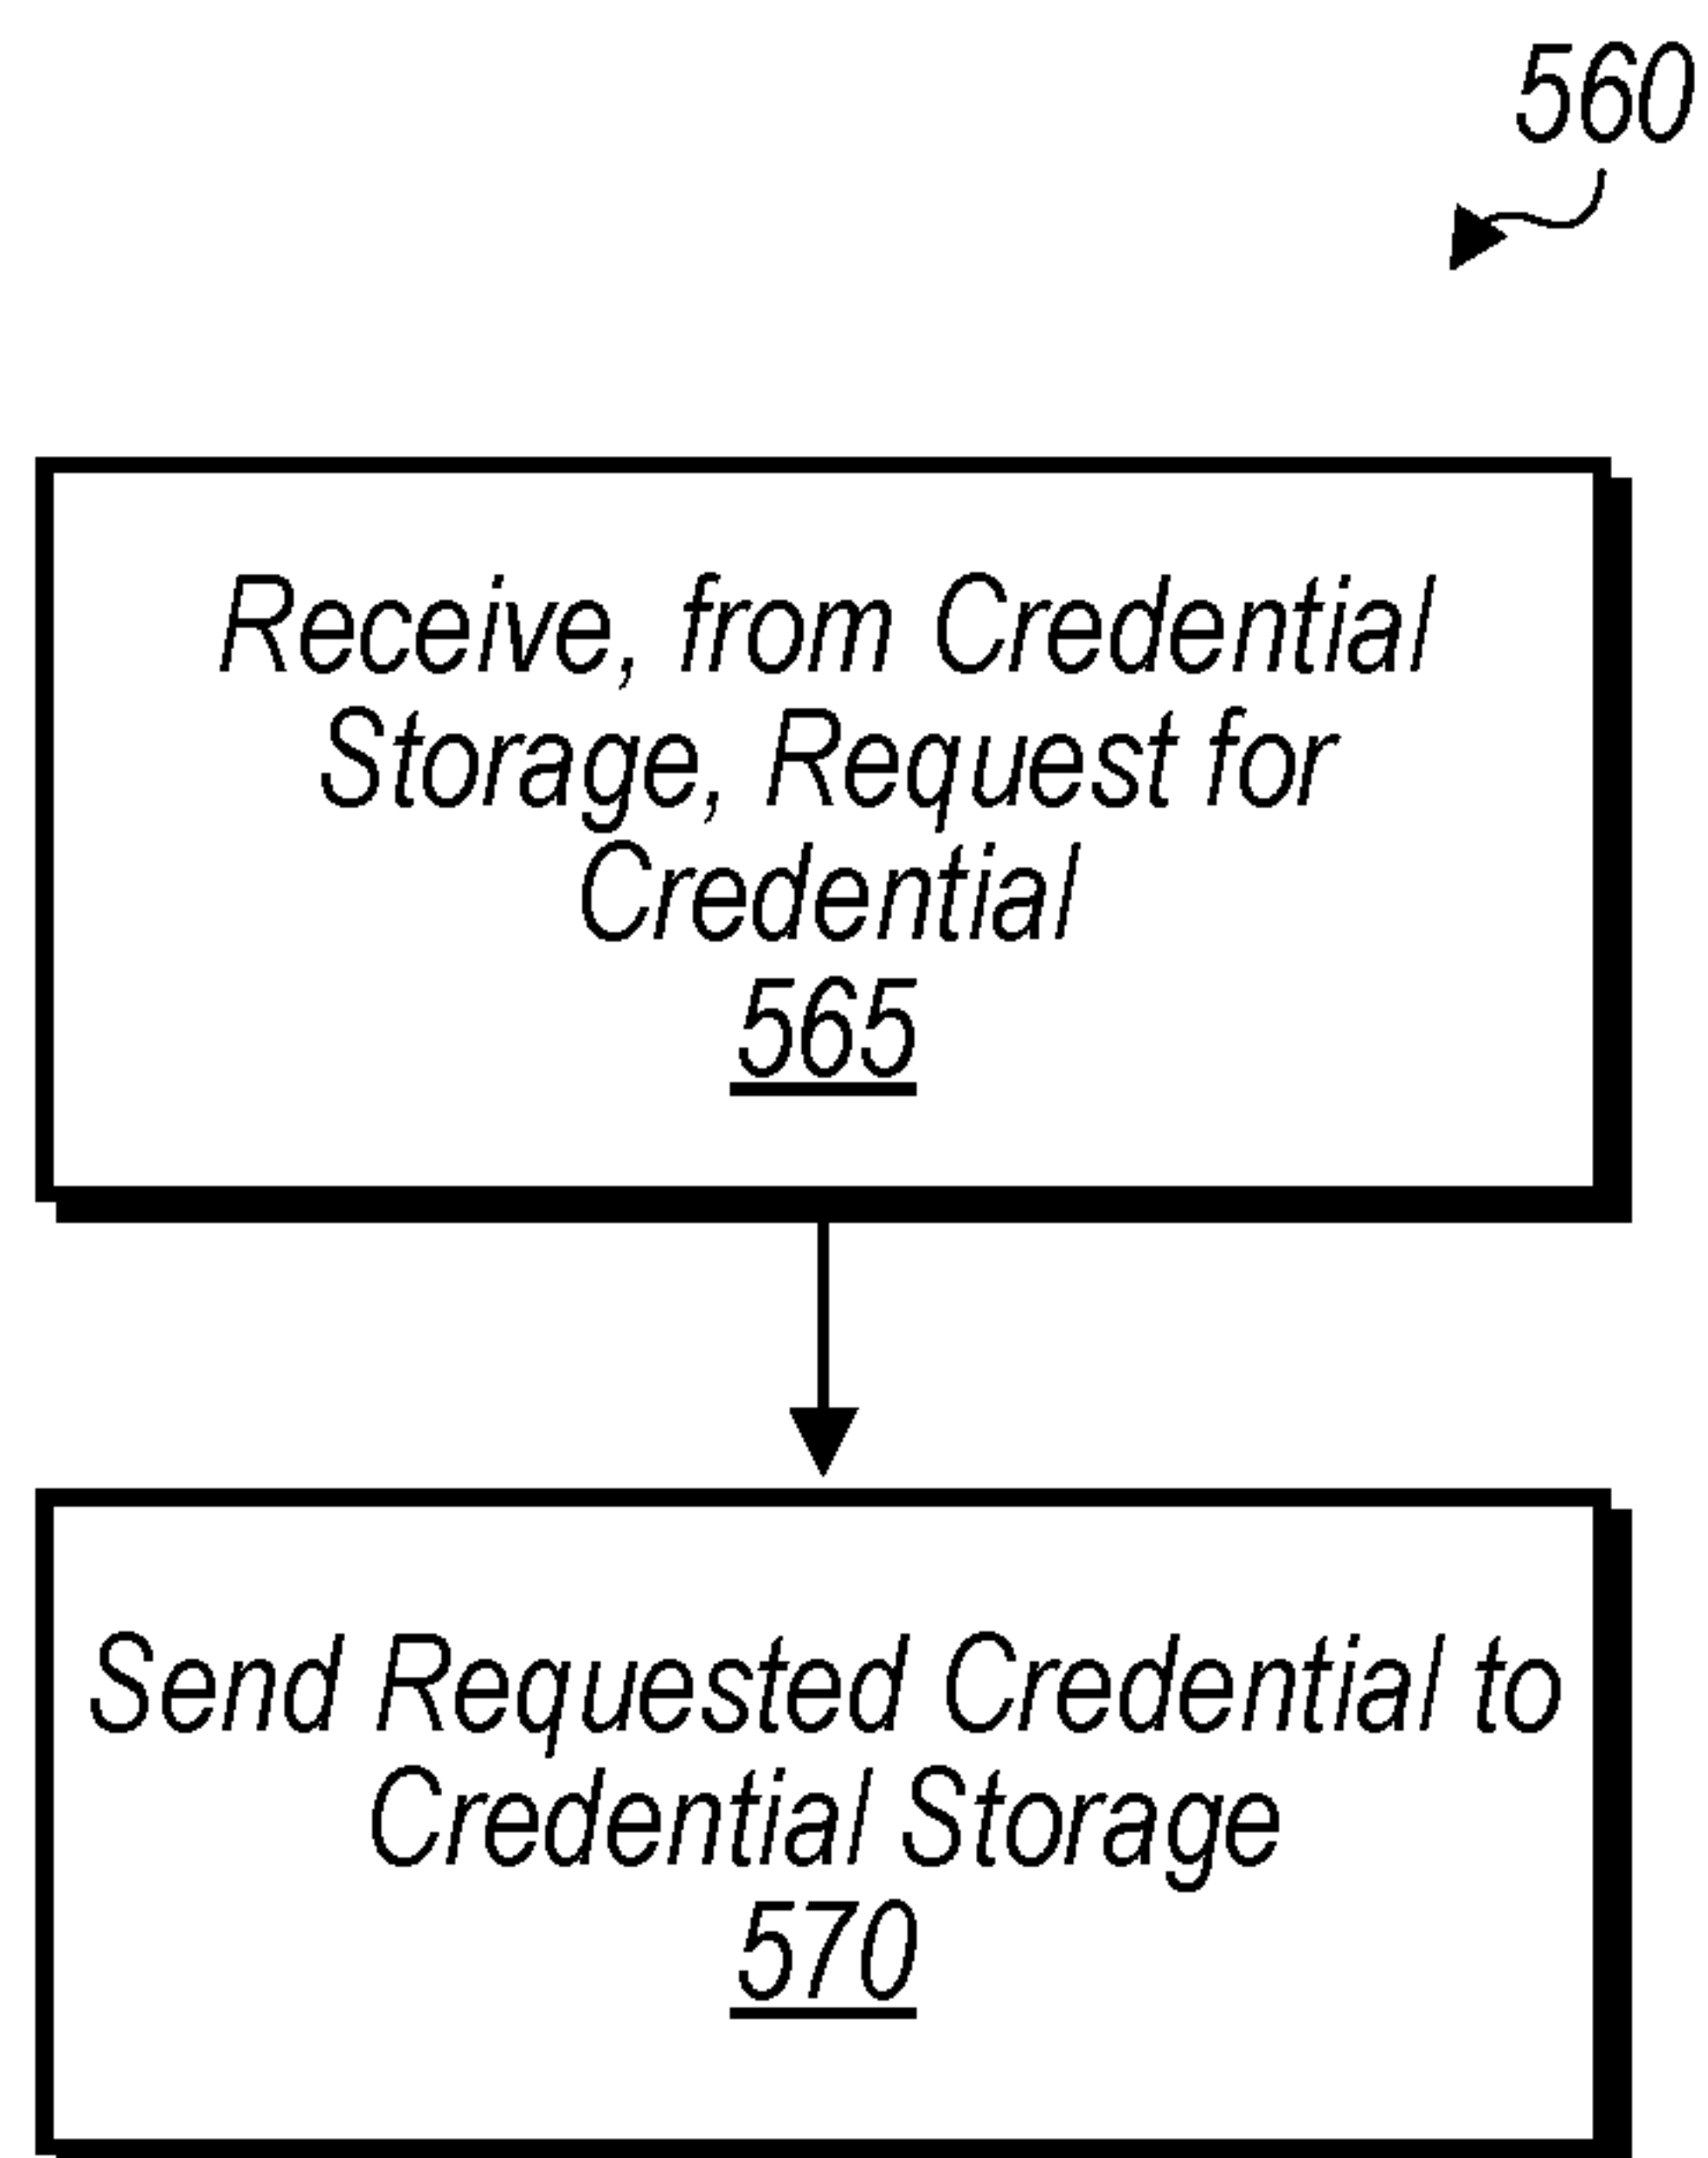 560
Receive, from Credential
Storage, Request for
Credential
565
Send Requested Credential to
Credential Storage
570